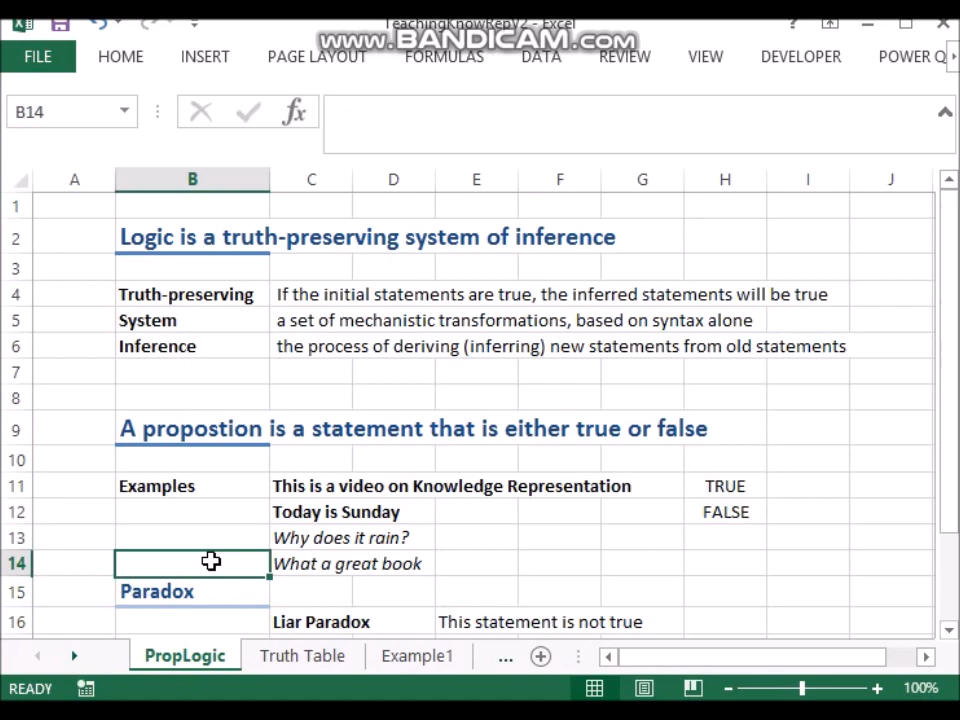 TeachingKnowRepV2 - Excel
www.BANDICAM.com
FILE HOME INSERT PAGE LAYOUT FORMULAS DATA REVIEW VIEW DEVELOPER POWER Q
B14 fx
A B C D E F G H I J
1
2 Logic is a truth-preserving system of inference
3
4 Truth-preserving If the initial statements are true, the inferred statements will be true
5 System a set of mechanistic transformations, based on syntax alone
6 Inference the process of deriving (inferring) new statements from old statements
7
8
9 A propostion is a statement that is either true or false
10
11 Examples This is a video on Knowledge Representation TRUE
12 Today is Sunday FALSE
13 Why does it rain?
14 What a great book
15 Paradox
16 Liar Paradox This statement is not true
PropLogic Truth Table Example1 ...
READY 100%